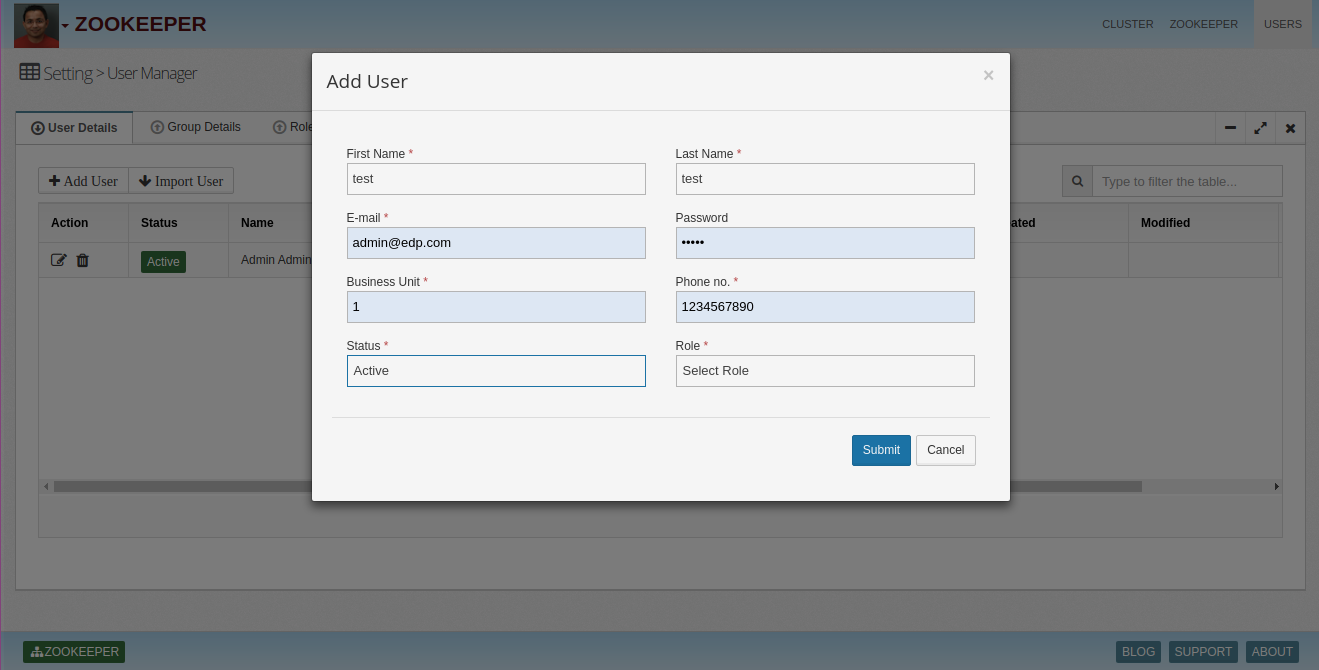 ZOOKEEPER
CLUSTER ZOOKEEPER USERS
Setting > User Manager
Add User ×
User Details Group Details Role
First Name * Last Name *
test test
Add User Import User
Type to filter the table...
E-mail * Password
admin@edp.com •••••
Action Status Name ated Modified
Active Admin Admin
Business Unit * Phone no. *
1 1234567890
Status * Role *
Active Select Role
Submit Cancel
ZOOKEEPER BLOG SUPPORT ABOUT